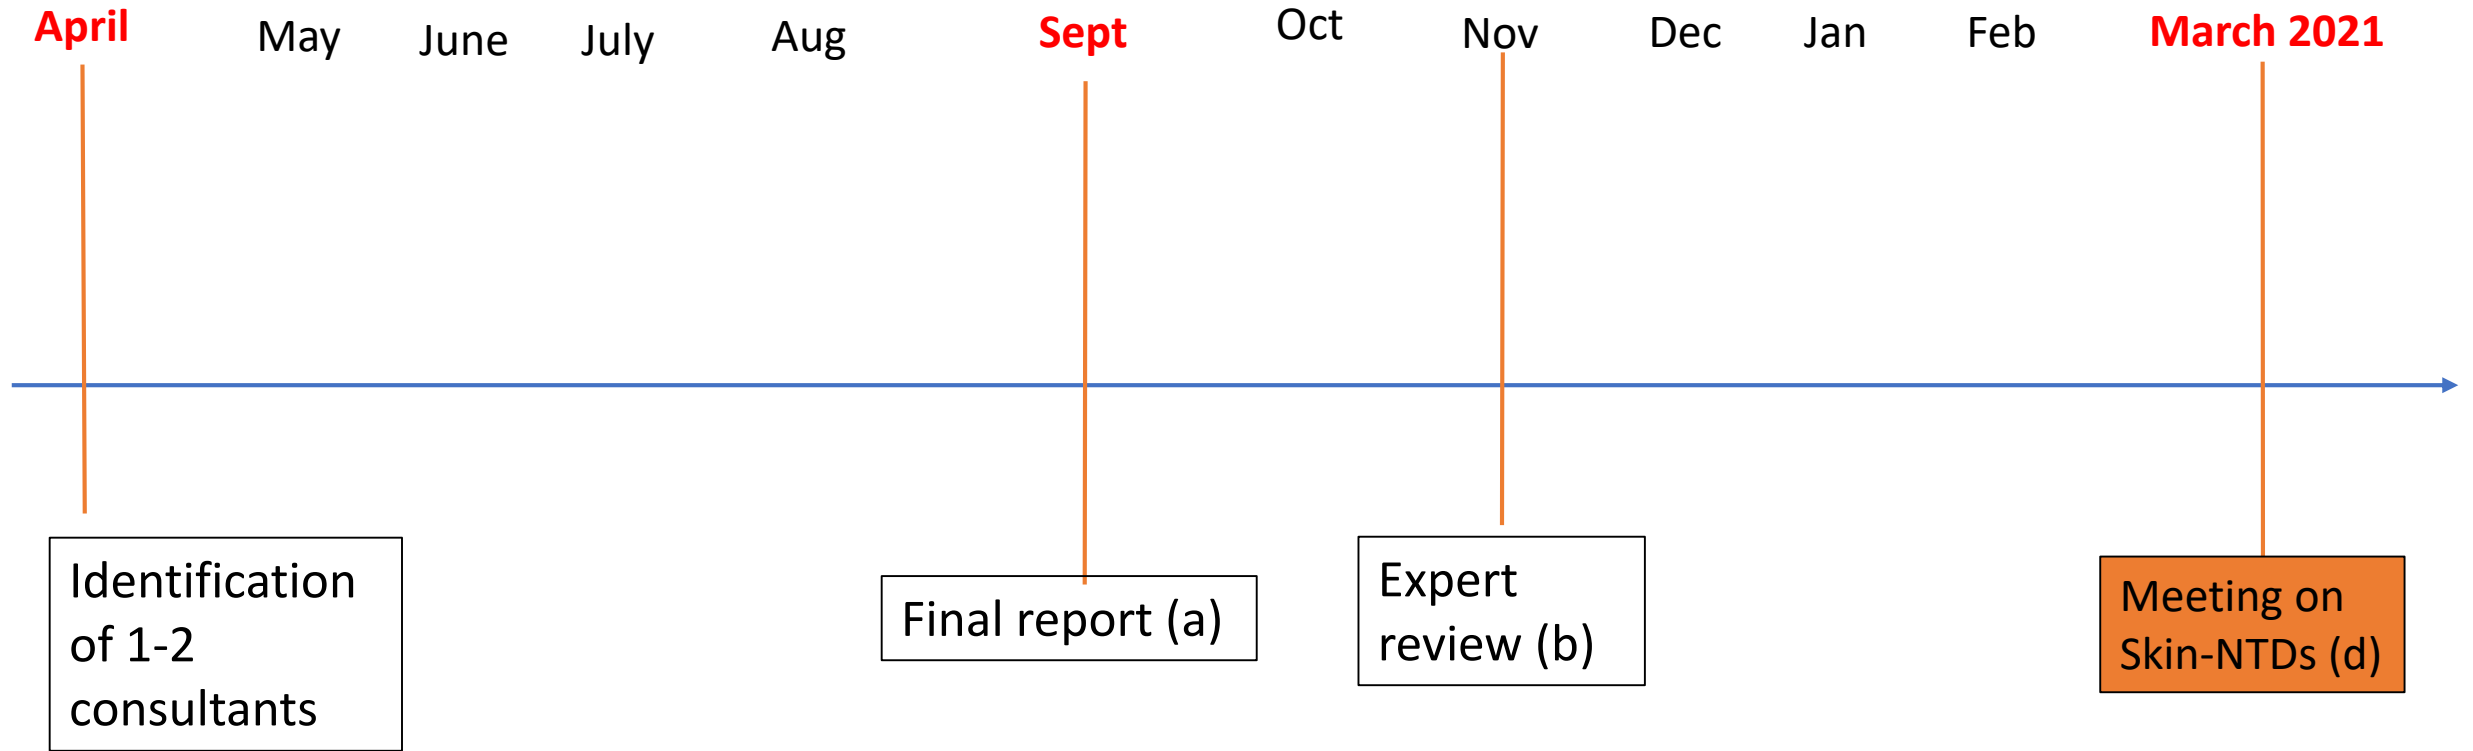 April May June July Aug Sept Oct Nov Dec Jan Feb March 2021
Identification
of 1-2
consultants
Final report (a)
Expert
review (b)
Meeting on
Skin-NTDs (d)